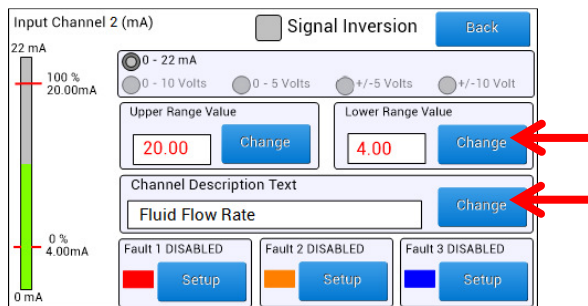 Input Channel 2 (mA)
Signal Inversion
Back
22 mA
100 %
20.00mA
0 %
4.00mA
0 mA
0 - 22 mA
0 - 10 Volts
0 - 5 Volts
+/-5 Volts
+/-10 Volt
Upper Range Value
20.00
Change
Lower Range Value
4.00
Change
Channel Description Text
Fluid Flow Rate
Change
Fault 1 DISABLED
Setup
Fault 2 DISABLED
Setup
Fault 3 DISABLED
Setup